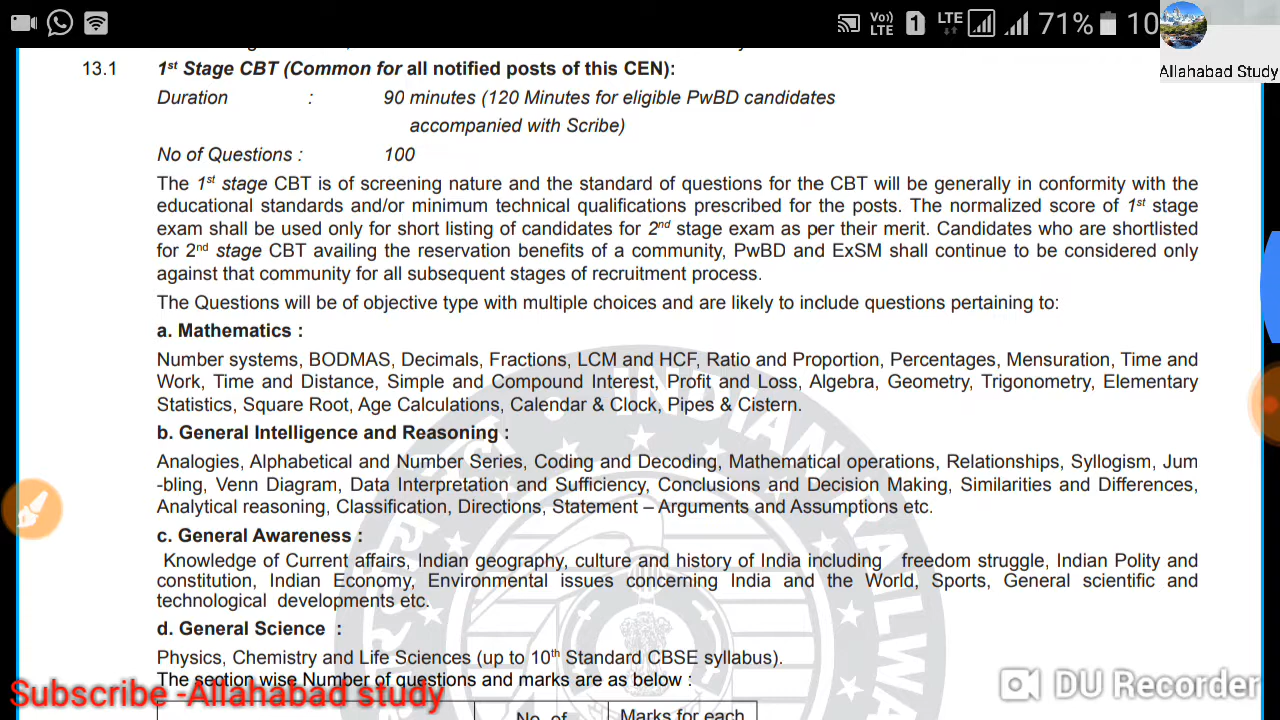 Vo)
LTE
1
LTE
71%
10
Allahabad Study
13.1 1st Stage CBT (Common for all notified posts of this CEN):
Duration : 90 minutes (120 Minutes for eligible PwBD candidates
accompanied with Scribe)
No of Questions : 100
The 1st stage CBT is of screening nature and the standard of questions for the CBT will be generally in conformity with the
educational standards and/or minimum technical qualifications prescribed for the posts. The normalized score of 1st stage
exam shall be used only for short listing of candidates for 2nd stage exam as per their merit. Candidates who are shortlisted
for 2nd stage CBT availing the reservation benefits of a community, PwBD and ExSM shall continue to be considered only
against that community for all subsequent stages of recruitment process.
The Questions will be of objective type with multiple choices and are likely to include questions pertaining to:
a. Mathematics :
Number systems, BODMAS, Decimals, Fractions, LCM and HCF, Ratio and Proportion, Percentages, Mensuration, Time and
Work, Time and Distance, Simple and Compound Interest, Profit and Loss, Algebra, Geometry, Trigonometry, Elementary
Statistics, Square Root, Age Calculations, Calendar & Clock, Pipes & Cistern.
b. General Intelligence and Reasoning :
Analogies, Alphabetical and Number Series, Coding and Decoding, Mathematical operations, Relationships, Syllogism, Jum
-bling, Venn Diagram, Data Interpretation and Sufficiency, Conclusions and Decision Making, Similarities and Differences,
Analytical reasoning, Classification, Directions, Statement – Arguments and Assumptions etc.
c. General Awareness :
Knowledge of Current affairs, Indian geography, culture and history of India including freedom struggle, Indian Polity and
constitution, Indian Economy, Environmental issues concerning India and the World, Sports, General scientific and
technological developments etc.
d. General Science :
Physics, Chemistry and Life Sciences (up to 10th Standard CBSE syllabus).
The section wise Number of questions and marks are as below :
Subscribe -Allahabad study
DU Recorder
No. of
Marks for each
INDIAN RAILWA